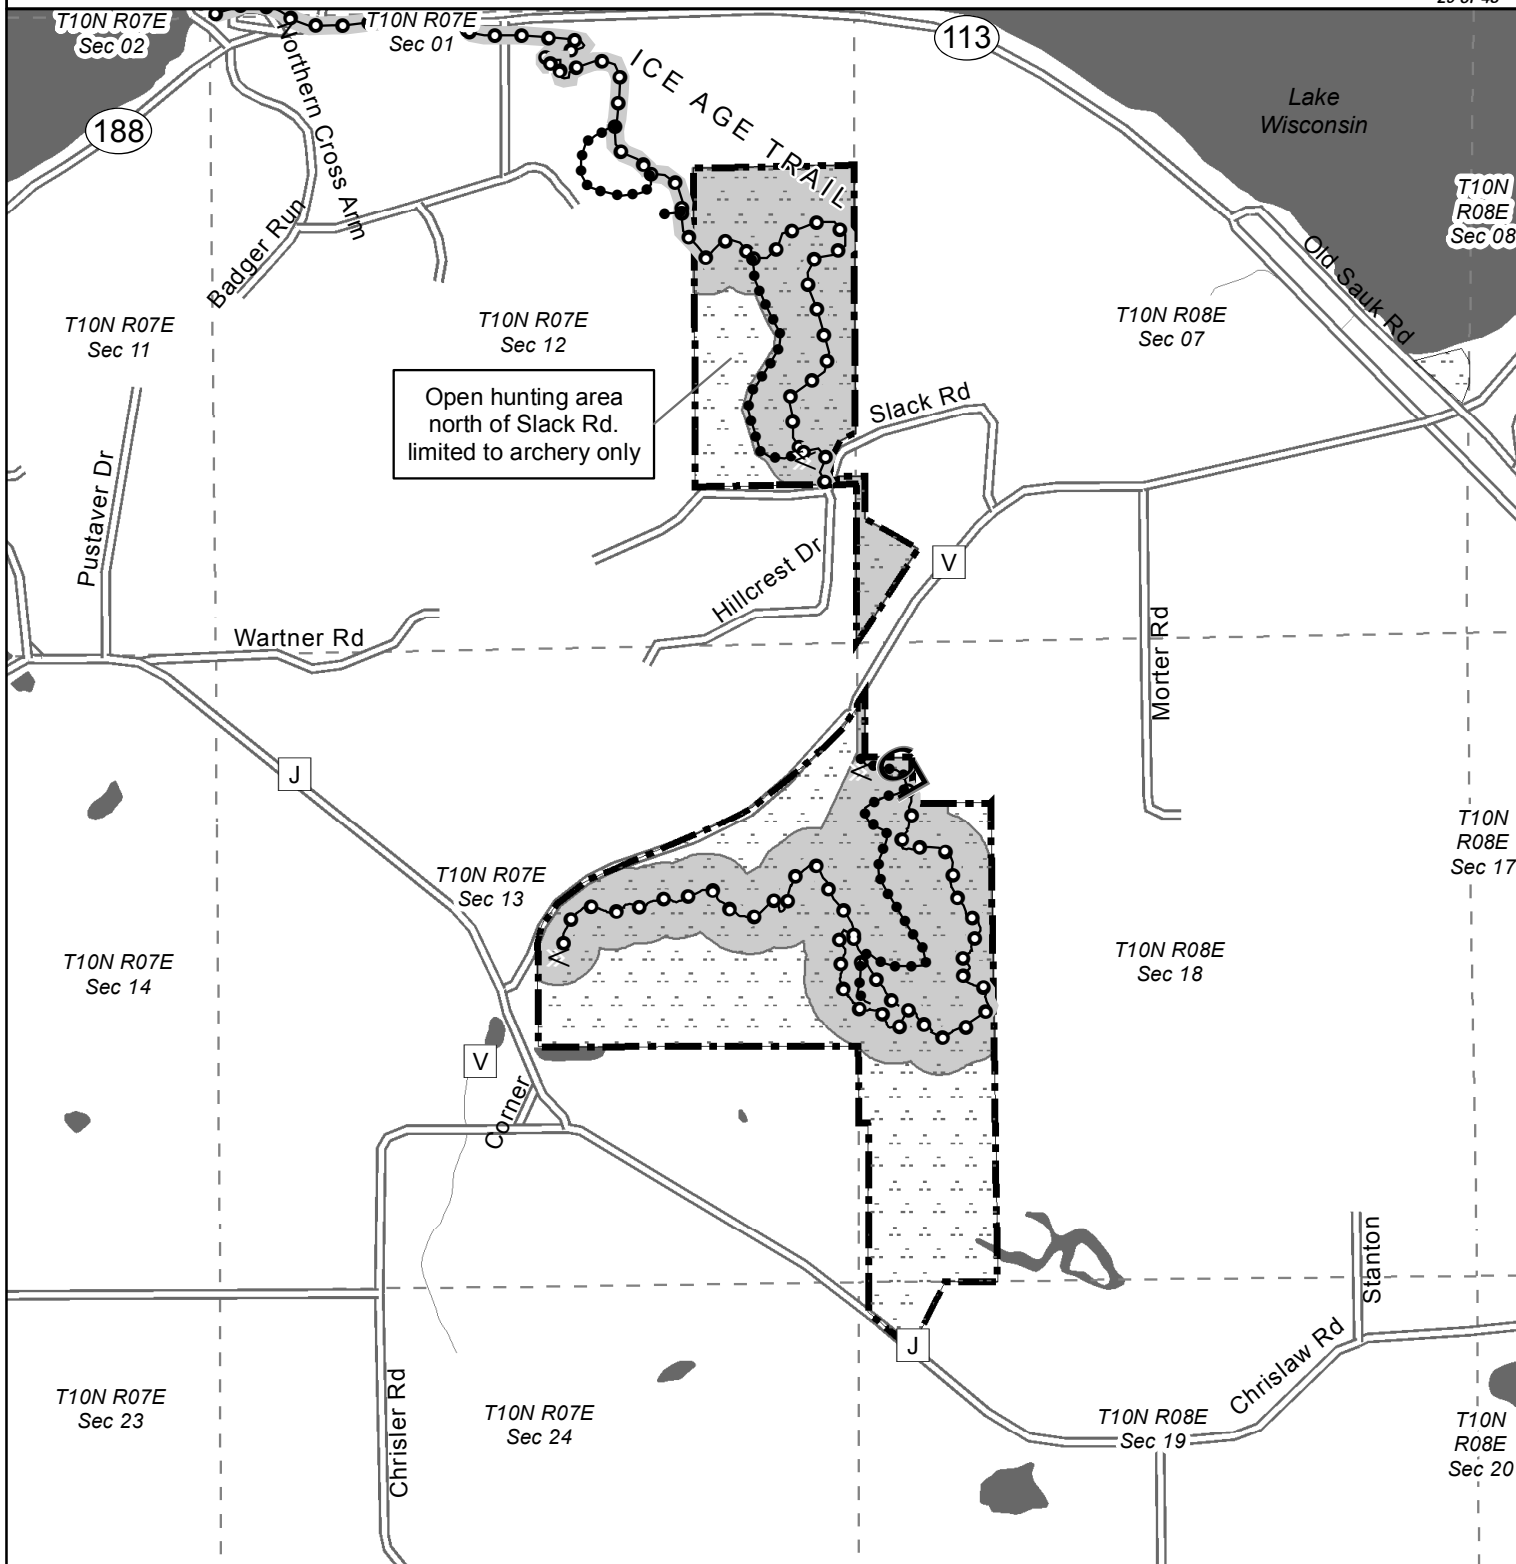 T10N R07E
Sec 02
T10N R07E
Sec 01
113
188
Northern Cross Arm
ICE AGE TRAIL
Lake
Wisconsin
T10N
R08E
Sec 08
Badger Run
Old Sauk Rd
T10N R07E
Sec 11
T10N R07E
Sec 12
T10N R08E
Sec 07
Open hunting area
north of Slack Rd.
limited to archery only
Slack Rd
Pustaver Dr
Hillcrest Dr
V
Wartner Rd
Morter Rd
J
T10N
R08E
Sec 17
T10N R07E
Sec 13
T10N R07E
Sec 14
T10N R08E
Sec 18
V
Corner
Stanton
J
Chrislaw Rd
Chrisler Rd
T10N R07E
Sec 23
T10N R07E
Sec 24
T10N R08E
Sec 19
T10N
R08E
Sec 20